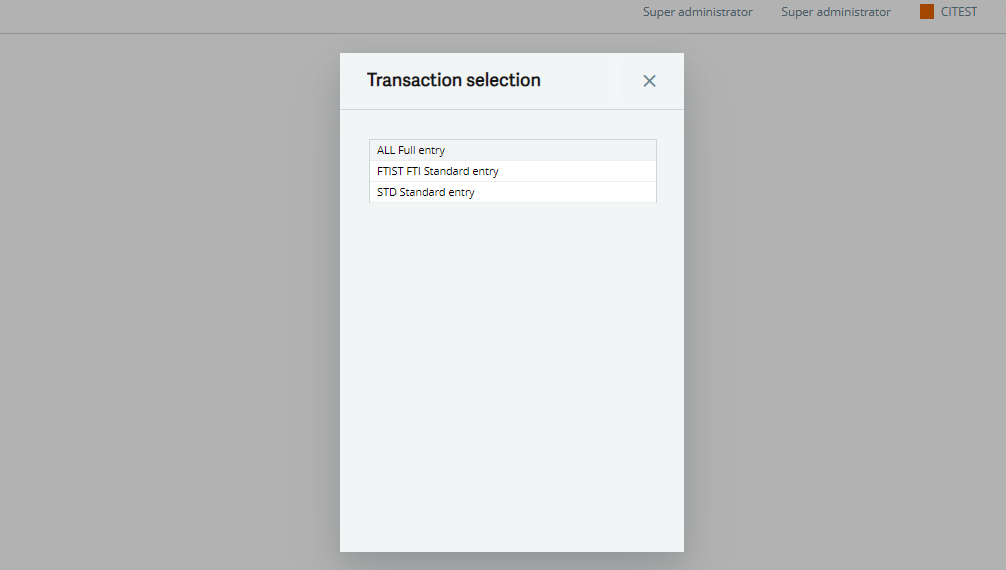 Super administrator Super administrator CITEST
Transaction selection
ALL Full entry
FTIST FTI Standard entry
STD Standard entry